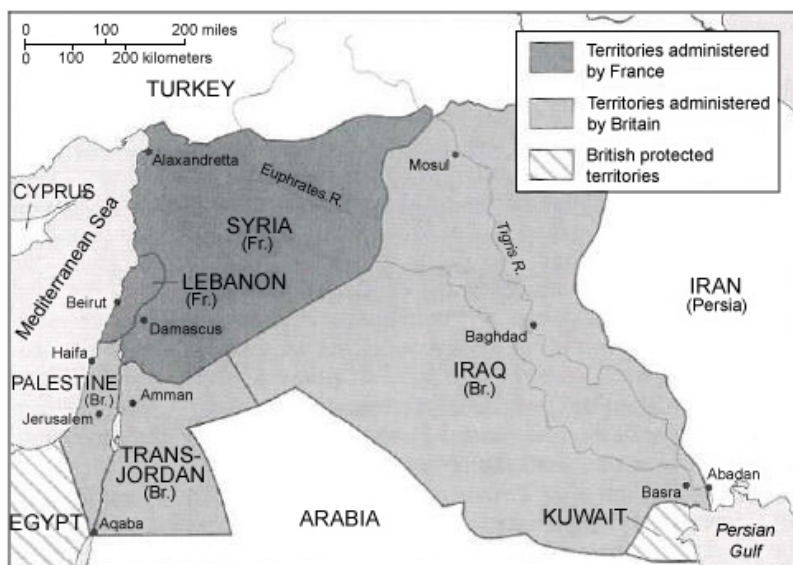 0 100 200 miles
0 100 200 kilometers
Territories administered
by France
Territories administered
by Britain
British protected
territories
TURKEY
Alaxandretta
Mosul
Euphrates R.
CYPRUS
SYRIA
(Fr.)
Mediterranean Sea
Tigris R.
LEBANON
(Fr.)
IRAN
(Persia)
Beirut
Damascus
Baghdad
Haifa
IRAQ
(Br.)
PALESTINE
(Br.)
Amman
Jerusalem
TRANS-
JORDAN
(Br.)
Abadan
Basra
EGYPT
Aqaba
ARABIA
KUWAIT
Persian
Gulf